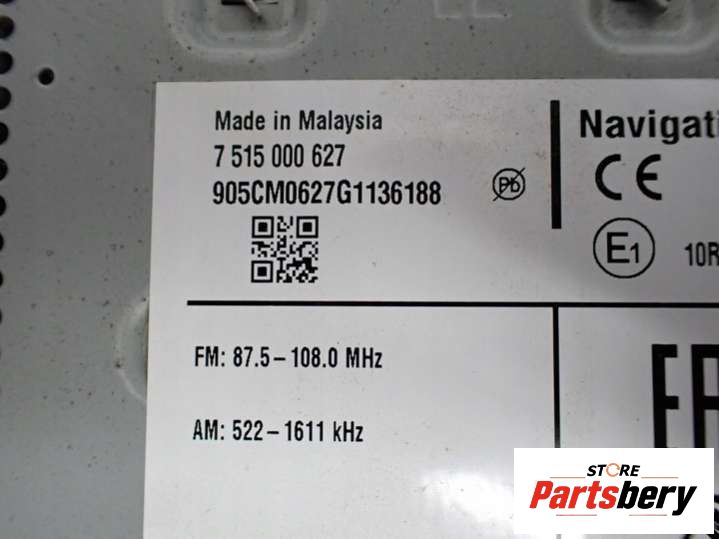 Made in Malaysia
7 515 000 627
905CM0627G1136188
Pb
Navigati
CE
E1
10R
FM: 87.5 – 108.0 MHz
AM: 522 – 1611 kHz
EA
STORE
Partsbery